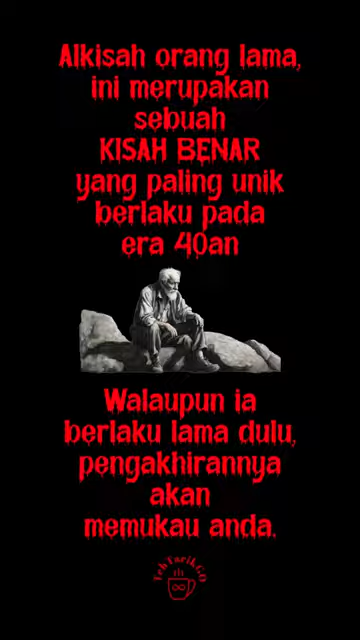 Alkisah orang lama,
ini merupakan
sebuah
KISAH BENAR
yang paling unik
berlaku pada
era 40an
Walaupun ia
berlaku lama dulu,
pengakhirannya
akan
memukau anda.
TehTarikGO